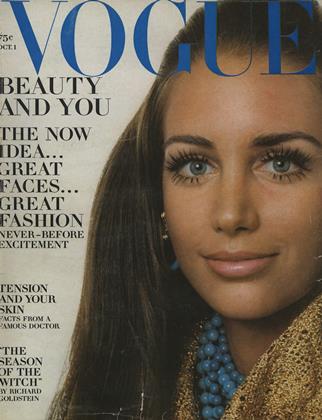 VOGUE
75¢
OCT. 1
BEAUTY
AND YOU
THE NOW
IDEA...
GREAT
FACES...
GREAT
FASHION
NEVER-BEFORE
EXCITEMENT
TENSION
AND YOUR
SKIN
FACTS FROM A
FAMOUS DOCTOR
"THE
SEASON
OF THE
WITCH"
BY RICHARD
GOLDSTEIN